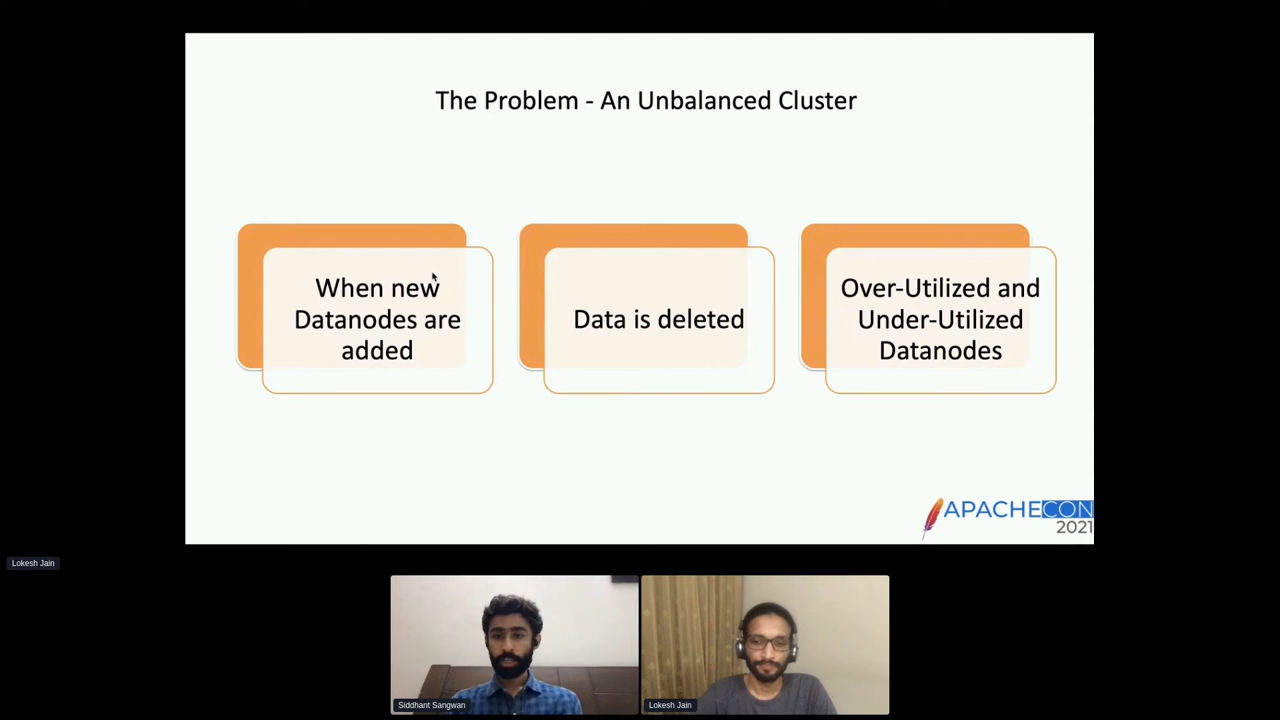 The Problem - An Unbalanced Cluster
When new
Datanodes are
added
Data is deleted
Over-Utilized and
Under-Utilized
Datanodes
APACHECON
2021
Lokesh Jain
Siddhant Sangwan
Lokesh Jain